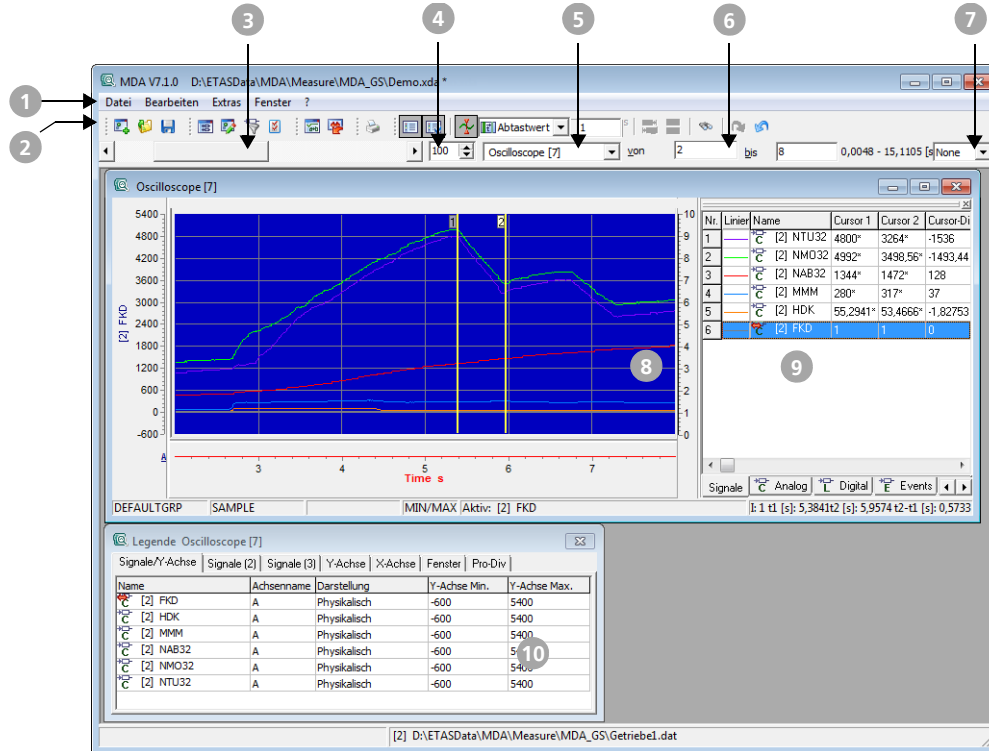 3
4
5
6
7
MDA V7.1.0 D:\ETASData\MDA\Measure\MDA_GS\Demo.xda *
1
Datei Bearbeiten Extras Fenster ?
2
Abtastwert 1 s
100 Oscilloscope [7] von 2 bis 8 0,0048 - 15,1105 [s None
Oscilloscope [7]
5400
4800
4200
3600
3000
2400
1800
1200
600
0
-600
[2] FKD
1 2
10
9
8
7
6
5
4
3
2
1
0
8
A
3 4 5 6 7
Time s
Nr. Linier Name Cursor 1 Cursor 2 Cursor-Di
1 [2] NTU32 4800* 3264* -1536
2 [2] NMO32 4992* 3498,56* -1493,44
3 [2] NAB32 1344* 1472* 128
4 [2] MMM 280* 317* 37
5 [2] HDK 55,2941* 53,4666* -1,82753
6 [2] FKD 1 1 0
9
Signale Analog Digital Events
DEFAULTGRP SAMPLE MIN/MAX Aktiv: [2] FKD I: 1 t1 [s]: 5,3841 t2 [s]: 5,9574 t2-t1 [s]: 0,5733
Legende Oscilloscope [7]
Signale/Y-Achse Signale (2) Signale (3) Y-Achse X-Achse Fenster Pro-Div
Name Achsenname Darstellung Y-Achse Min. Y-Achse Max.
[2] FKD A Physikalisch -600 5400
[2] HDK A Physikalisch -600 5400
[2] MMM A Physikalisch -600 5400
[2] NAB32 A Physikalisch -600
[2] NMO32 A Physikalisch -600
[2] NTU32 A Physikalisch -600 5400
10
[2] D:\ETASData\MDA\Measure\MDA_GS\Getriebe1.dat